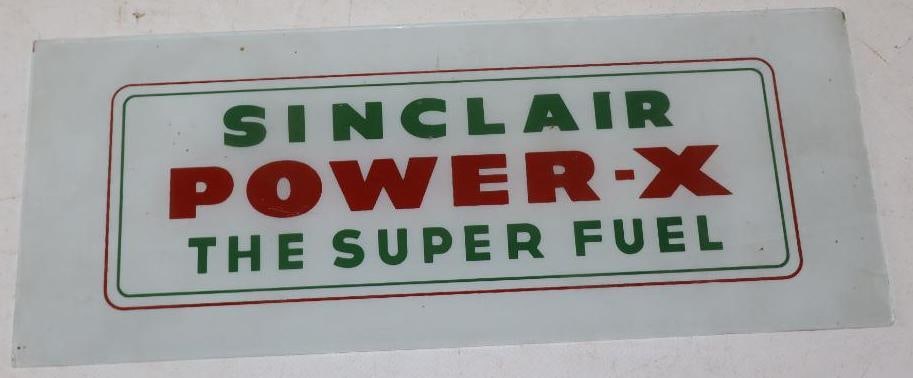 SINCLAIR
POWER-X
THE SUPER FUEL